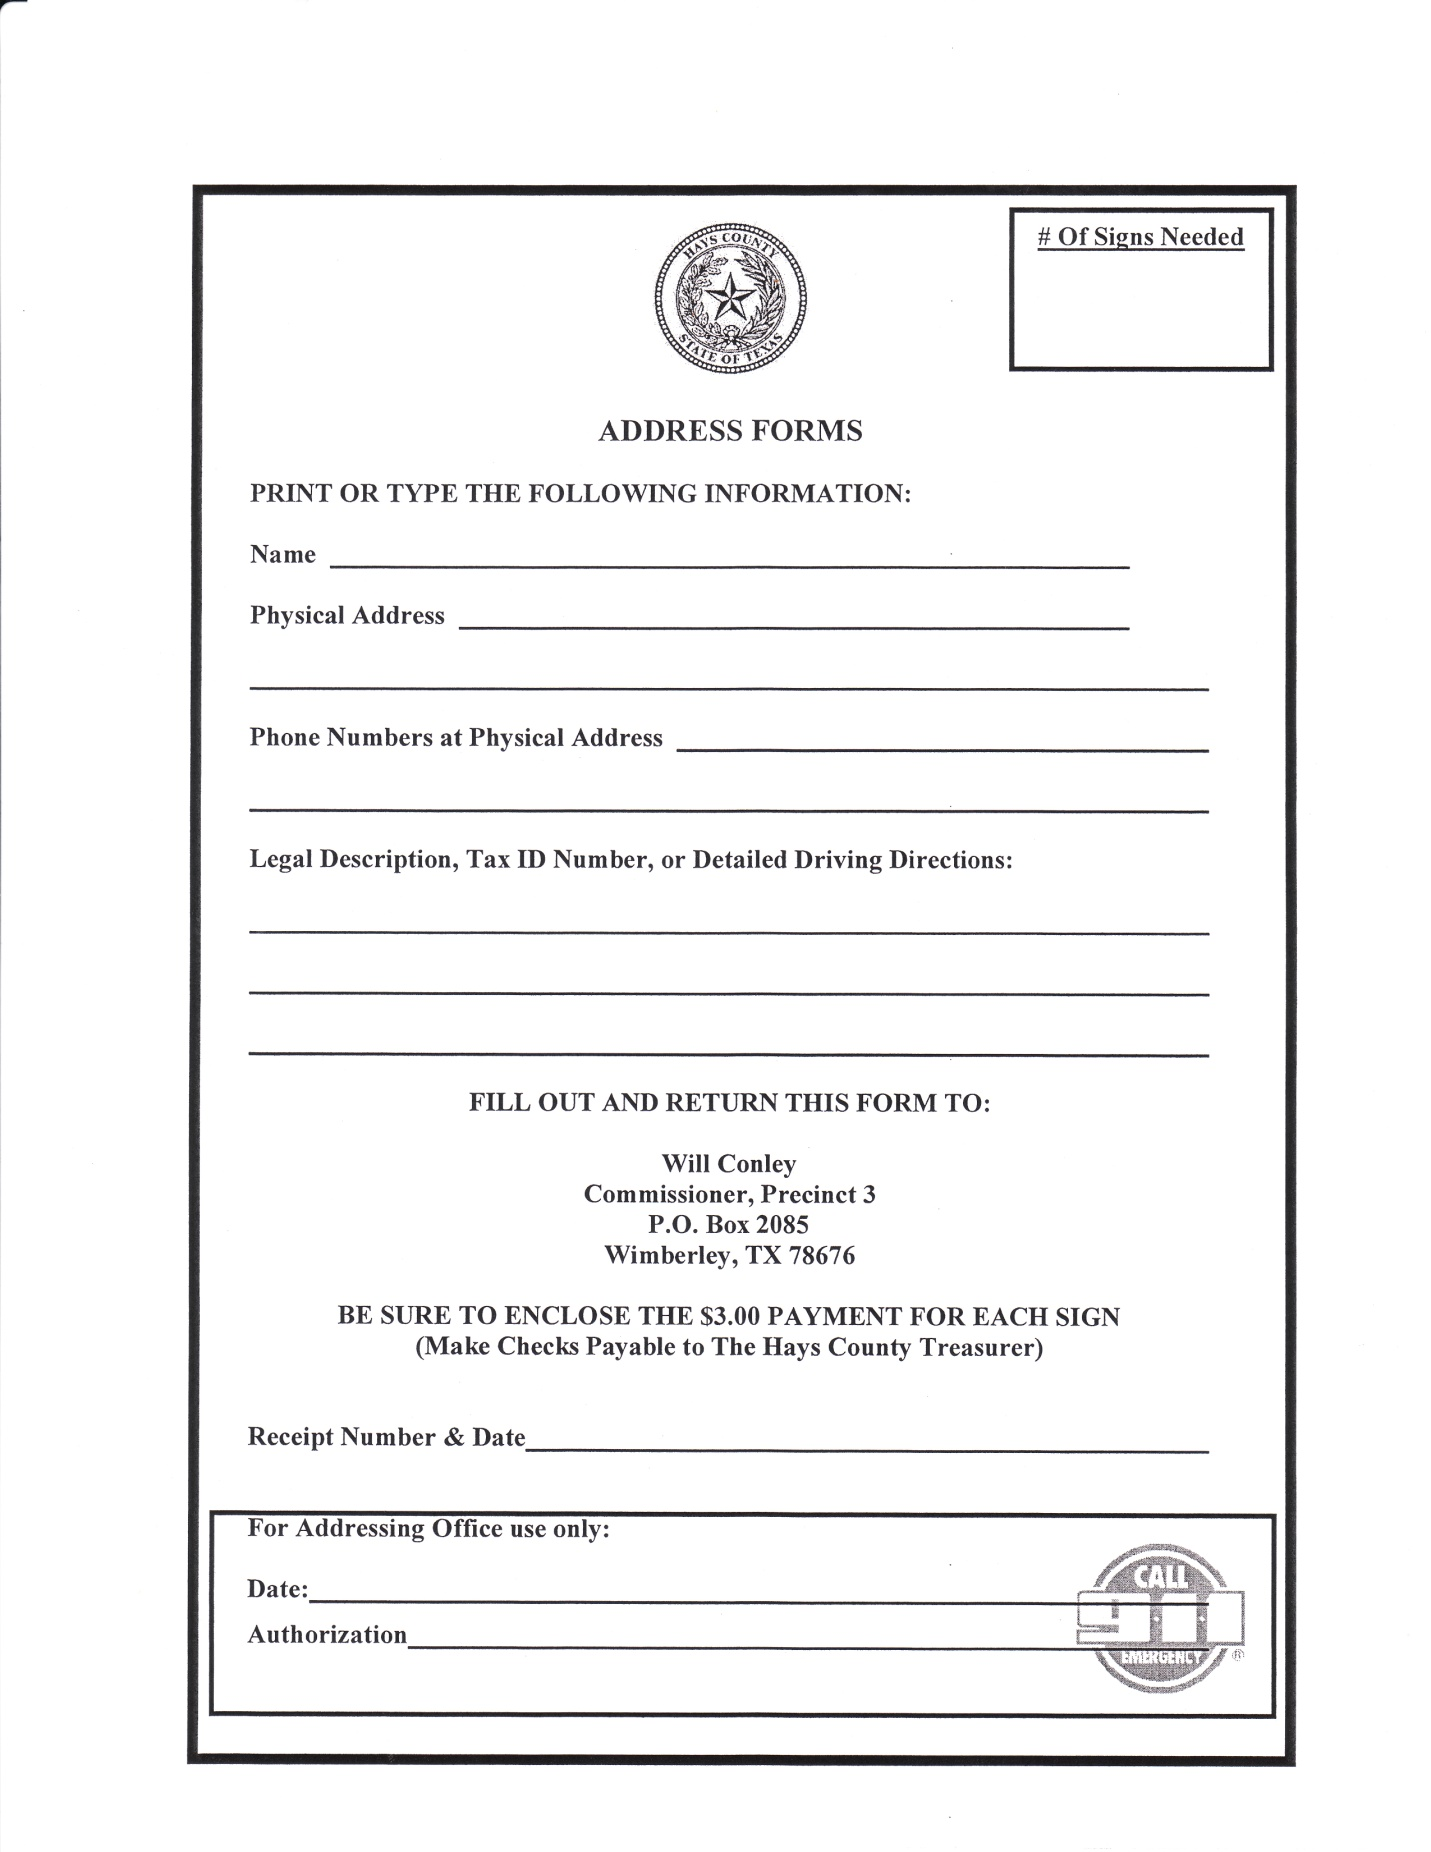 HAYS COUNTY
STATE OF TEXAS
# Of Signs Needed
ADDRESS FORMS
PRINT OR TYPE THE FOLLOWING INFORMATION:
Name
Physical Address
Phone Numbers at Physical Address
Legal Description, Tax ID Number, or Detailed Driving Directions:
FILL OUT AND RETURN THIS FORM TO:
Will Conley
Commissioner, Precinct 3
P.O. Box 2085
Wimberley, TX 78676
BE SURE TO ENCLOSE THE $3.00 PAYMENT FOR EACH SIGN
(Make Checks Payable to The Hays County Treasurer)
Receipt Number & Date
For Addressing Office use only:
Date:
Authorization
CALL
911
EMERGENCY
®